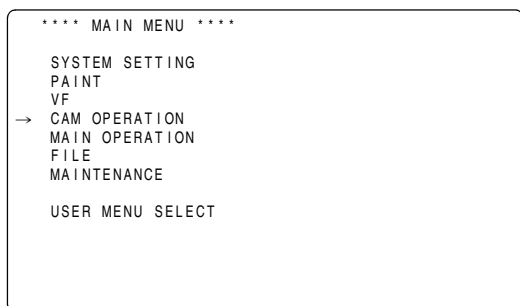 **** MAIN MENU ****
SYSTEM SETTING
PAINT
VF
→ CAM OPERATION
MAIN OPERATION
FILE
MAINTENANCE
USER MENU SELECT